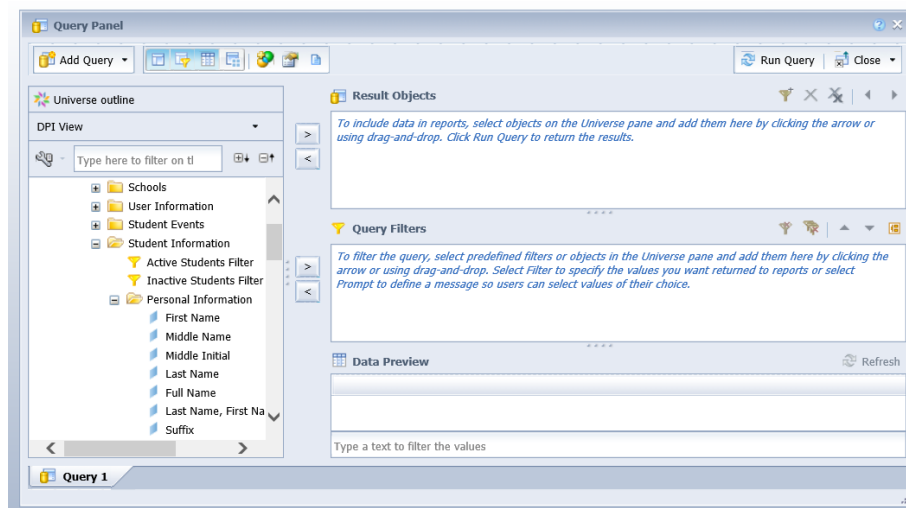 Query Panel
Add Query
Run Query
Close
Universe outline
DPI View
Type here to filter on tl
Schools
User Information
Student Events
Student Information
Active Students Filter
Inactive Students Filter
Personal Information
First Name
Middle Name
Middle Initial
Last Name
Full Name
Last Name, First Na
Suffix
>
<
Result Objects
To include data in reports, select objects on the Universe pane and add them here by clicking the arrow or
using drag-and-drop. Click Run Query to return the results.
Query Filters
>
<
To filter the query, select predefined filters or objects in the Universe pane and add them here by clicking the
arrow or using drag-and-drop. Select Filter to specify the values you want returned to reports or select
Prompt to define a message so users can select values of their choice.
Data Preview
Refresh
Type a text to filter the values
Query 1